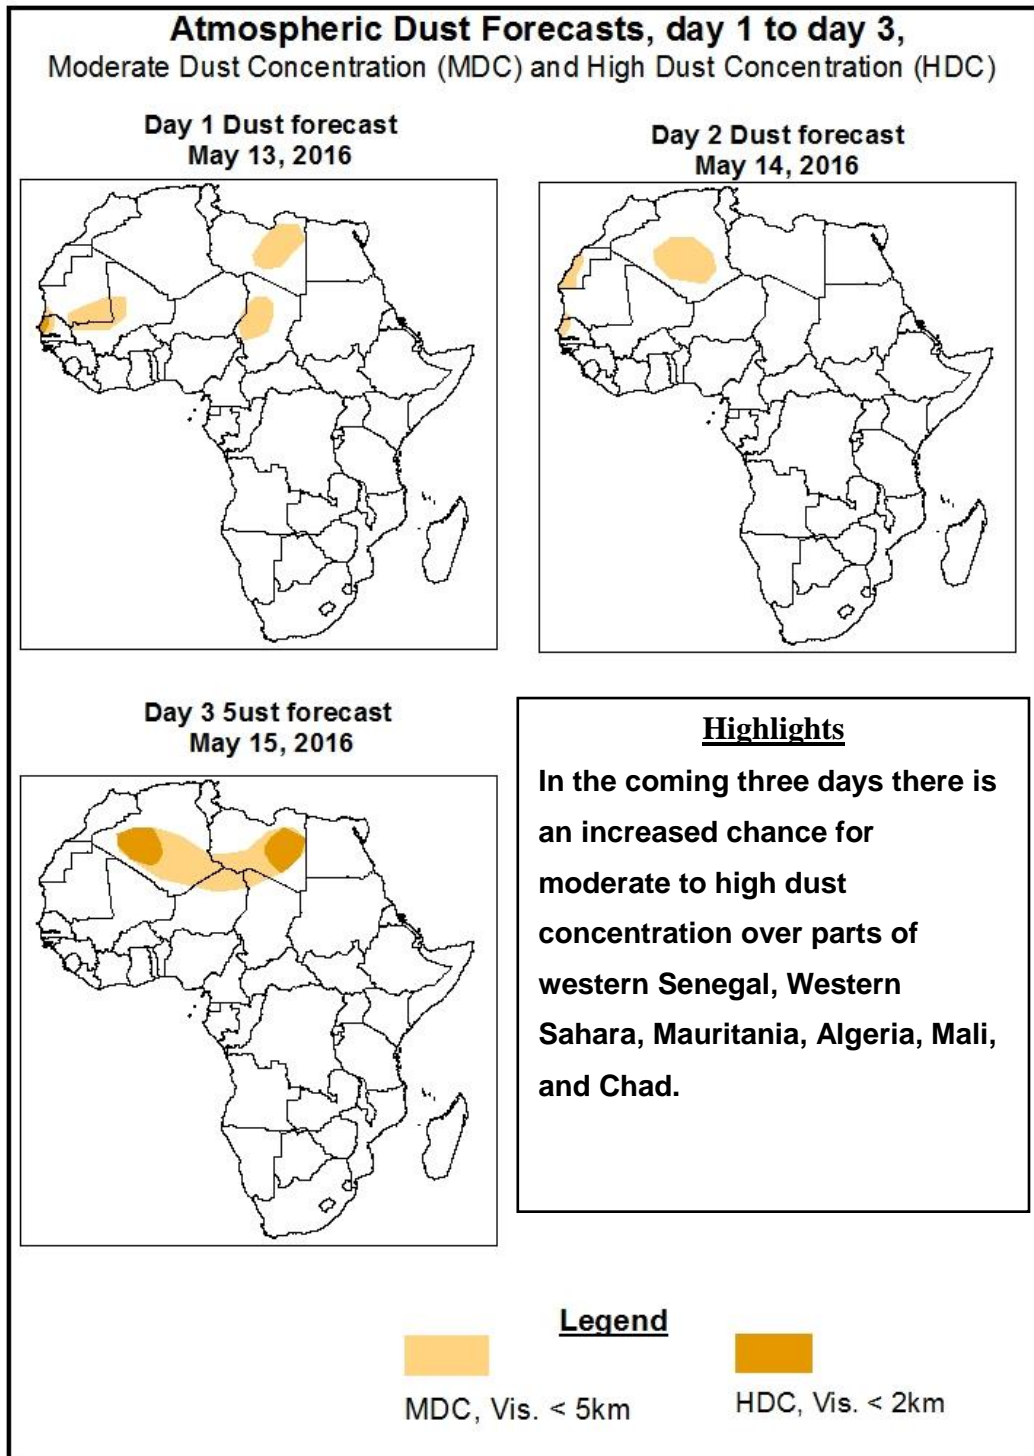 Atmospheric Dust Forecasts, day 1 to day 3,
Moderate Dust Concentration (MDC) and High Dust Concentration (HDC)
Day 1 Dust forecast
May 13, 2016
Day 2 Dust forecast
May 14, 2016
Day 3 5ust forecast
May 15, 2016
Highlights
In the coming three days there is
an increased chance for
moderate to high dust
concentration over parts of
western Senegal, Western
Sahara, Mauritania, Algeria, Mali,
and Chad.
Legend
MDC, Vis. < 5km
HDC, Vis. < 2km